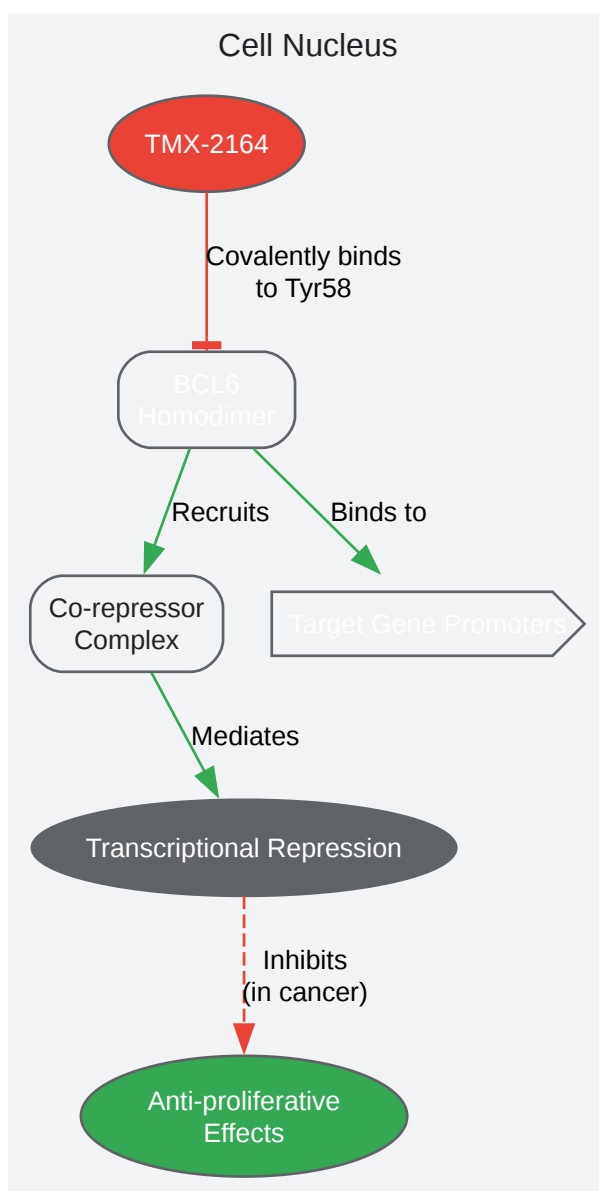 Cell Nucleus
TMX-2164
Covalently binds
to Tyr58
BCL6
Homodimer
Recruits
Binds to
Co-repressor
Complex
Target Gene Promoters
Mediates
Transcriptional Repression
Inhibits
(in cancer)
Anti-proliferative
Effects